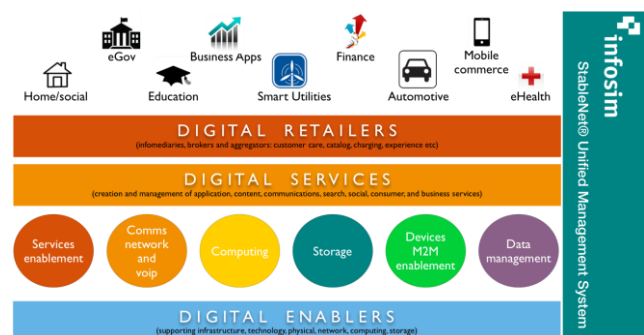 eGov
Business Apps
Finance
Mobile
commerce
Home/social
Education
Smart Utilities
Automotive
eHealth
DIGITAL RETAILERS
(infomediaries, brokers and aggregators: customer care, catalog, charging, experience etc)
DIGITAL SERVICES
(creation and management of application, content, communications, search, social, consumer, and business services)
Services
enablement
Comms
network
and
voip
Computing
Storage
Devices
M2M
enablement
Data
management
DIGITAL ENABLERS
(supporting infrastructure, technology, physical, network, computing, storage)
infosim
StableNet® Unified Management System